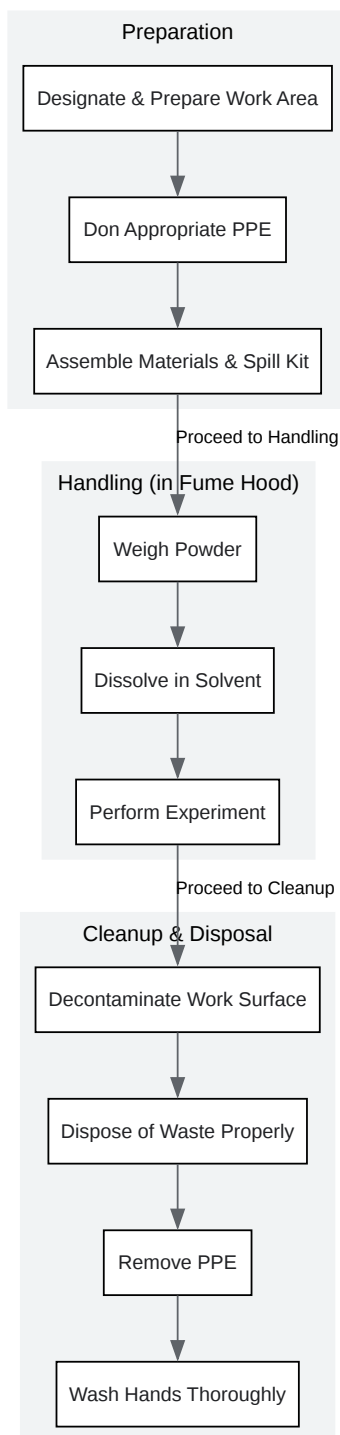 Preparation
Designate & Prepare Work Area
Don Appropriate PPE
Assemble Materials & Spill Kit
Proceed to Handling
Handling (in Fume Hood)
Weigh Powder
Dissolve in Solvent
Perform Experiment
Proceed to Cleanup
Cleanup & Disposal
Decontaminate Work Surface
Dispose of Waste Properly
Remove PPE
Wash Hands Thoroughly